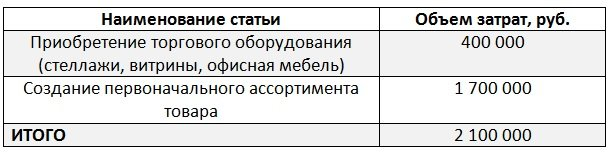 Наименование статьи Объем затрат, руб.
Приобретение торгового оборудования 400 000
(стеллажи, витрины, офисная мебель)
Создание первоначального ассортимента 1 700 000
товара
ИТОГО 2 100 000